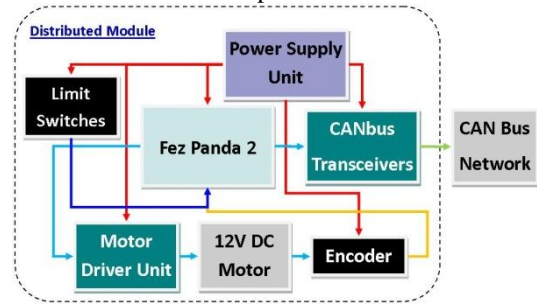 Distributed Module
Power Supply
Unit
Limit
Switches
Fez Panda 2
CANbus
Transceivers
CAN Bus
Network
Motor
Driver Unit
12V DC
Motor
Encoder